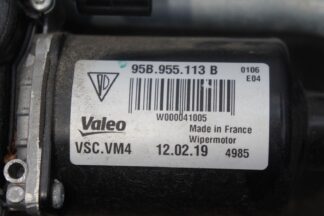 95B.955.113 B
0106
E04
W000041005
Valeo
Made in France
Wipermotor
VSC.VM4
12.02.19
4985